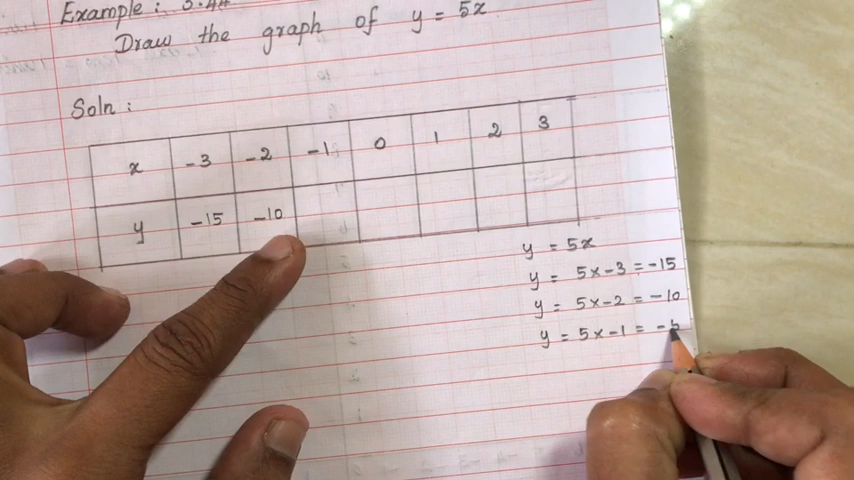 Example : 3.44
Draw the graph of y = 5x
Soln :
x -3 -2 -1 0 1 2 3
y -15 -10
y = 5x
y = 5x-3 = -15
y = 5x-2 = -10
y = 5x-1 = -5